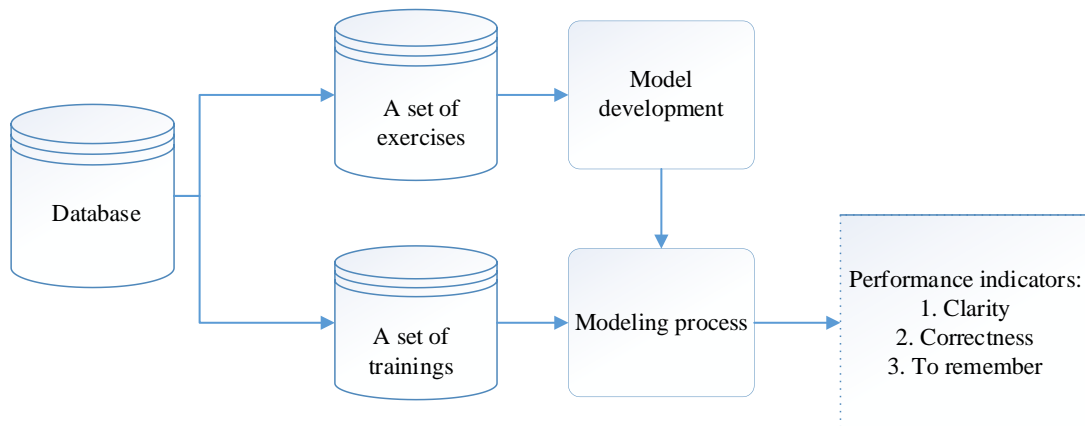 Database
A set of
exercises
Model
development
A set of
trainings
Modeling process
Performance indicators:
1. Clarity
2. Correctness
3. To remember